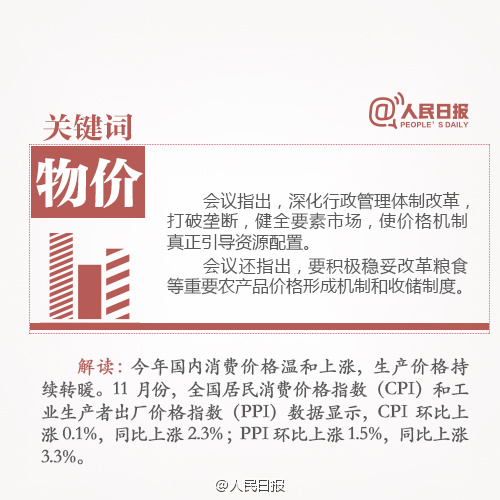 @人民日报
PEOPLE'S DAILY
关键词
物价
会议指出，深化行政管理体制改革，
打破垄断，健全要素市场，使价格机制
真正引导资源配置。
会议还指出，要积极稳妥改革粮食
等重要农产品价格形成机制和收储制度。
解读：今年国内消费价格温和上涨，生产价格持
续转暖。11 月份，全国居民消费价格指数（CPI）和工
业生产者出厂价格指数（PPI）数据显示，CPI 环比上
涨 0.1%，同比上涨 2.3%；PPI 环比上涨 1.5%，同比上涨
3.3%。
@人民日报